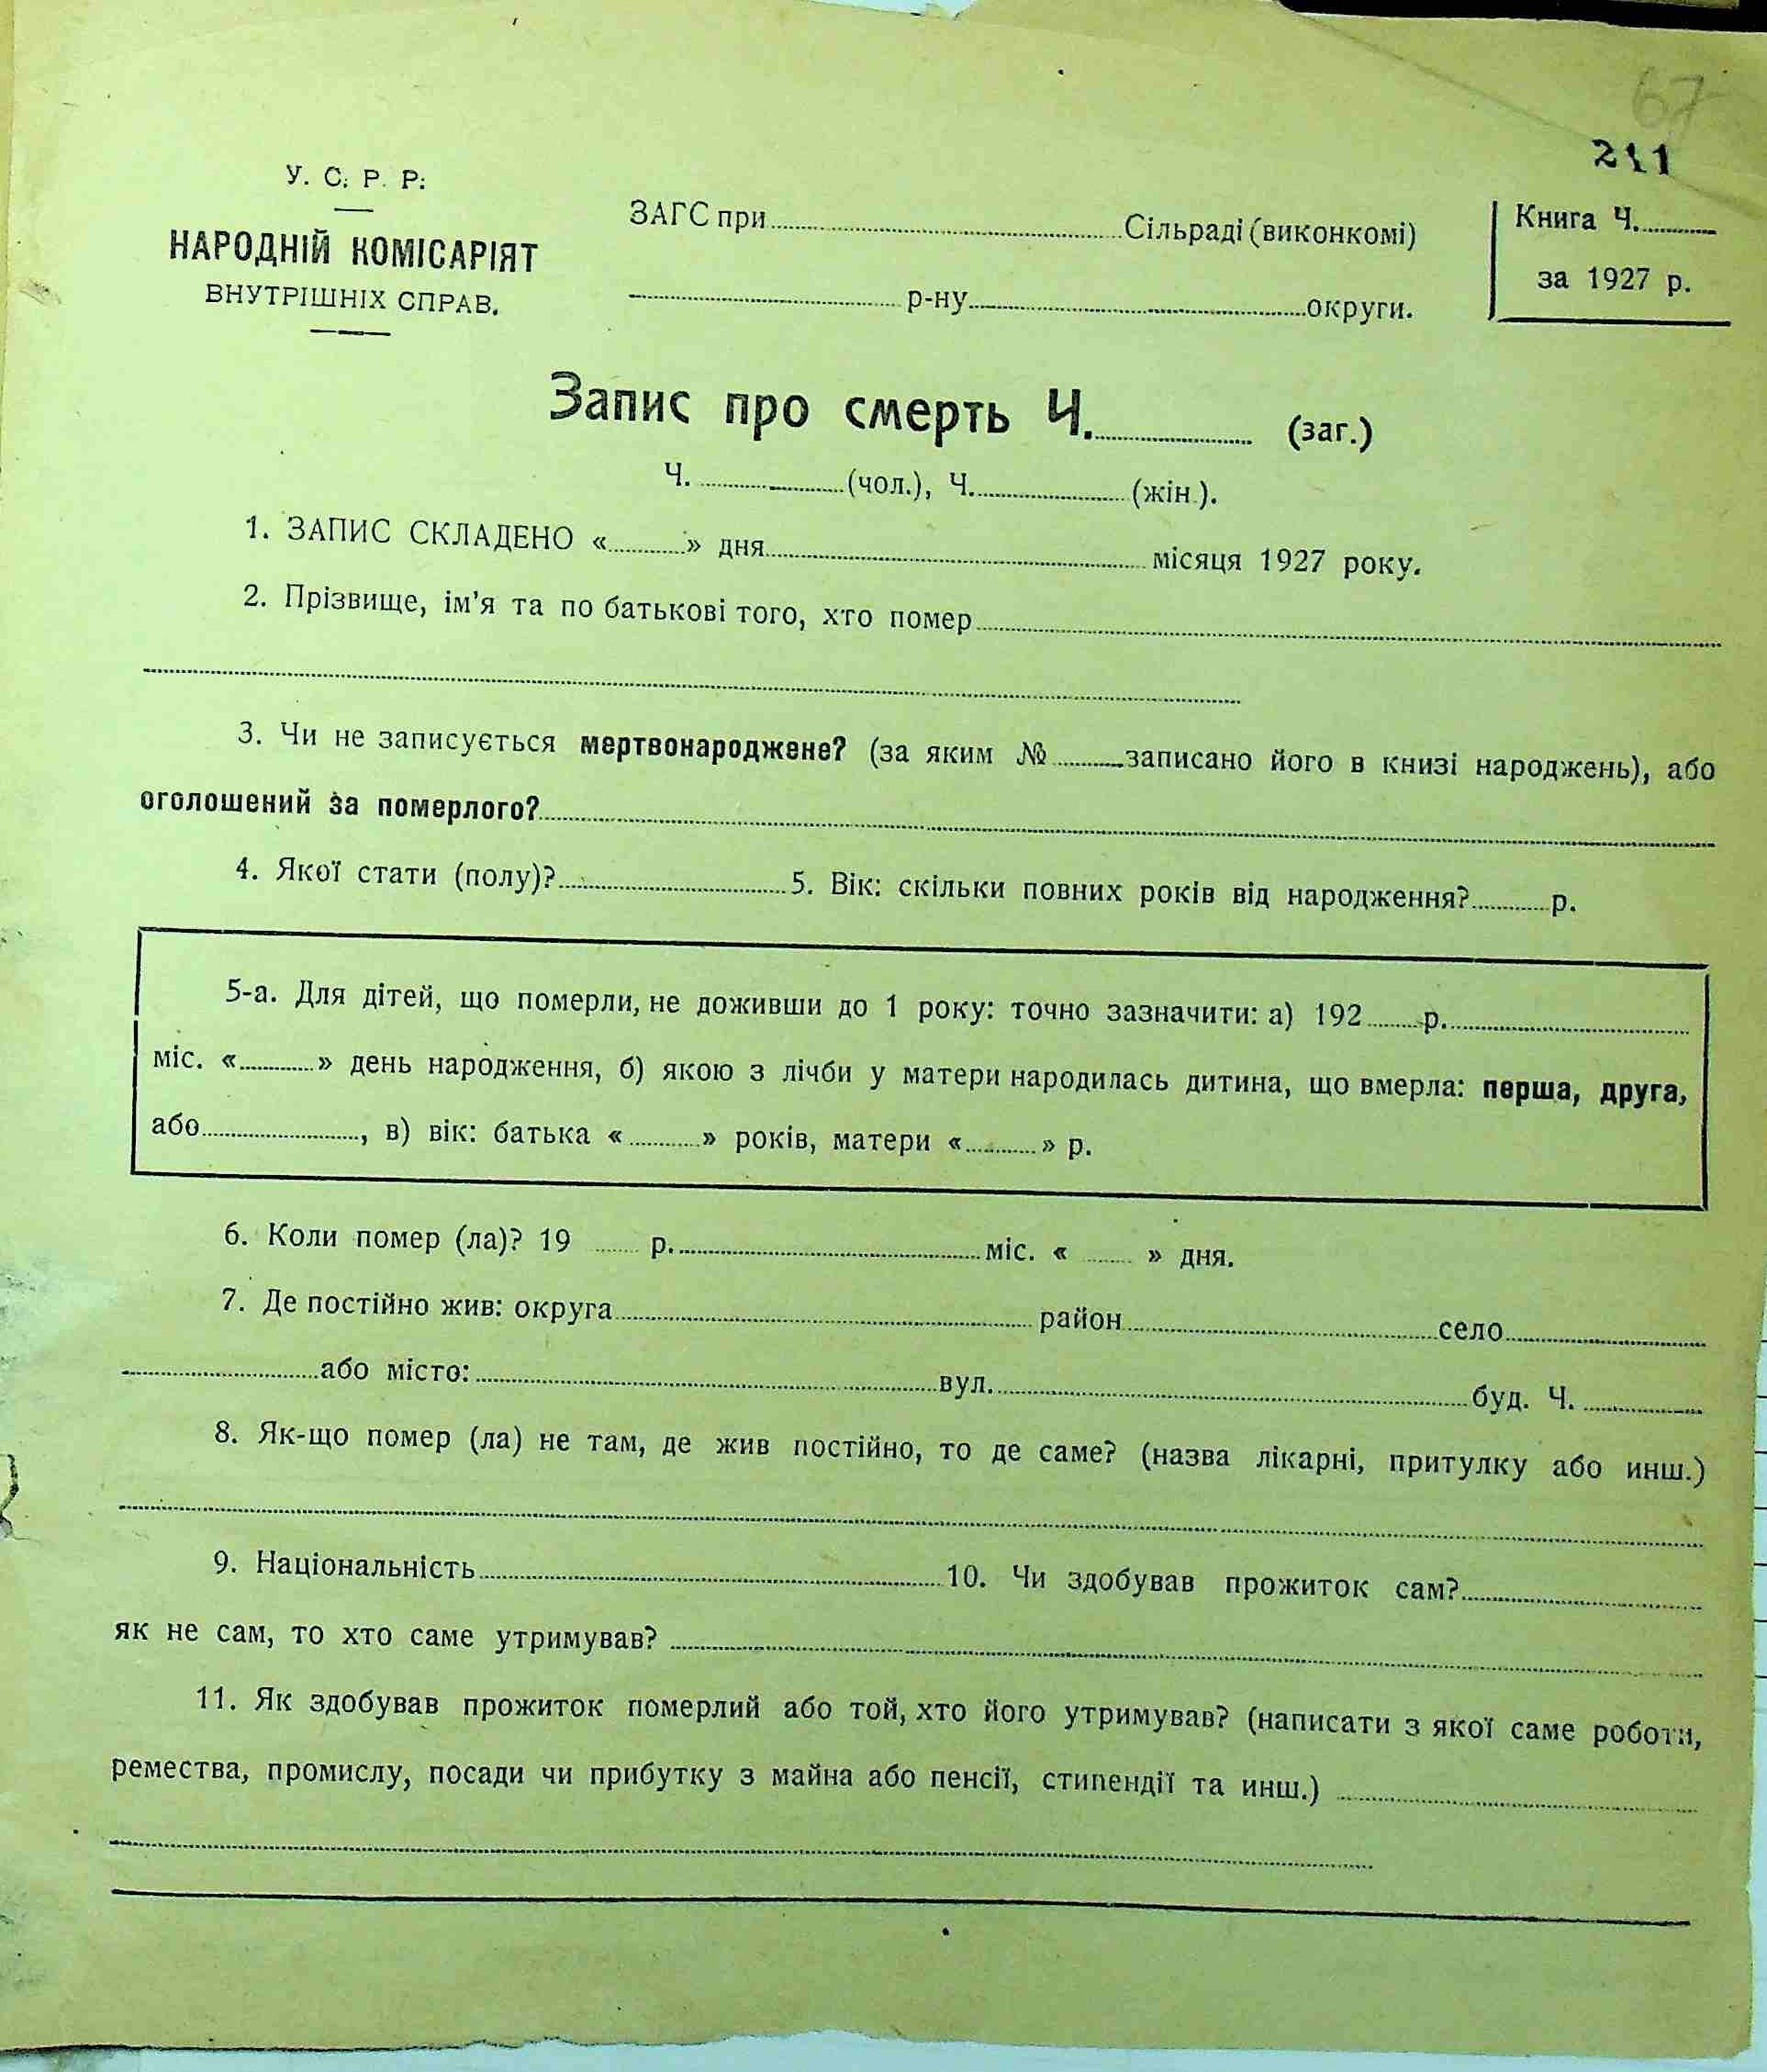 67
211
У. С. Р. Р.
НАРОДНІЙ КОМІСАРІЯТ
ВНУТРІШНІХ СПРАВ.
ЗАГС при Сільраді (виконкомі)
р-ну округи.
Книга Ч.
за 1927 р.
Запис про смерть Ч. (заг.)
Ч. (чол.), Ч. (жін.).
1. ЗАПИС СКЛАДЕНО « » дня місяця 1927 року.
2. Прізвище, ім’я та по батькові того, хто помер
3. Чи не записується мертвонароджене? (за яким № записано його в книзі народжень), або
оголошений за померлого?
4. Якої стати (полу)? 5. Вік: скільки повних років від народження? р.
5-а. Для дітей, що померли, не доживши до 1 року: точно зазначити: а) 192 р.
міс. « » день народження, б) якою з лічби у матери народилась дитина, що вмерла: перша, друга,
або , в) вік: батька « » років, матери « » р.
6. Коли помер (ла)? 19 р. міс. « » дня.
7. Де постійно жив: округа район село
або місто: вул. буд. Ч.
8. Як-що помер (ла) не там, де жив постійно, то де саме? (назва лікарні, притулку або инш.)
9. Національність 10. Чи здобував прожиток сам?
як не сам, то хто саме утримував?
11. Як здобував прожиток померлий або той, хто його утримував? (написати з якої саме роботи,
ремества, промислу, посади чи прибутку з майна або пенсії, стипендії та инш.)